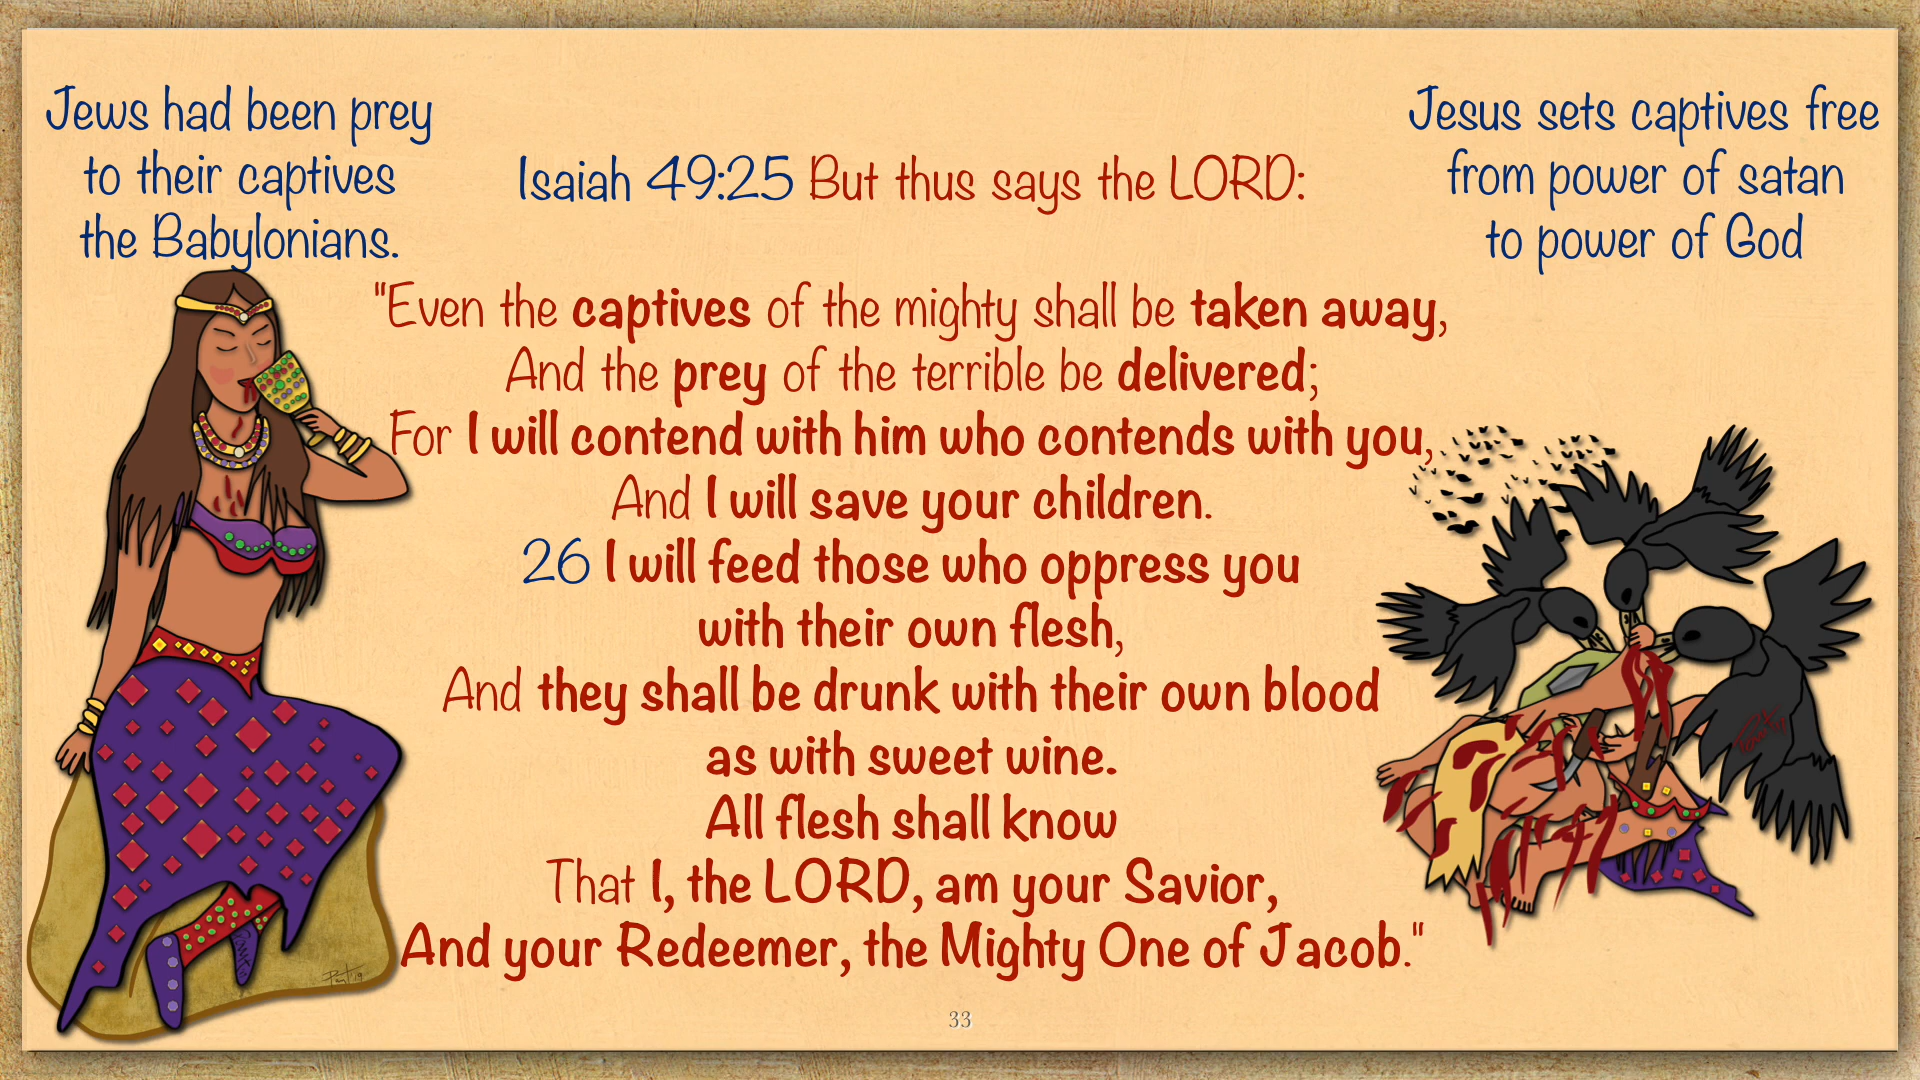 Jews had been prey
to their captives
the Babylonians.
Jesus sets captives free
from power of satan
to power of God
Isaiah 49:25 But thus says the LORD:
"Even the captives of the mighty shall be taken away,
And the prey of the terrible be delivered;
For I will contend with him who contends with you,
And I will save your children.
26 I will feed those who oppress you
with their own flesh,
And they shall be drunk with their own blood
as with sweet wine.
All flesh shall know
That I, the LORD, am your Savior,
And your Redeemer, the Mighty One of Jacob."
33